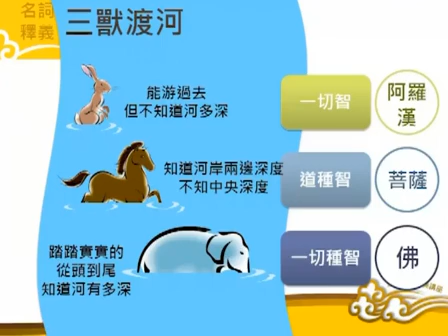 名詞
釋義
三獸渡河
能游過去
但不知道河多深
一切智
阿羅
漢
知道河岸兩邊深度
不知中央深度
道種智
菩薩
踏踏實實的
從頭到尾
知道河有多深
一切種智
佛